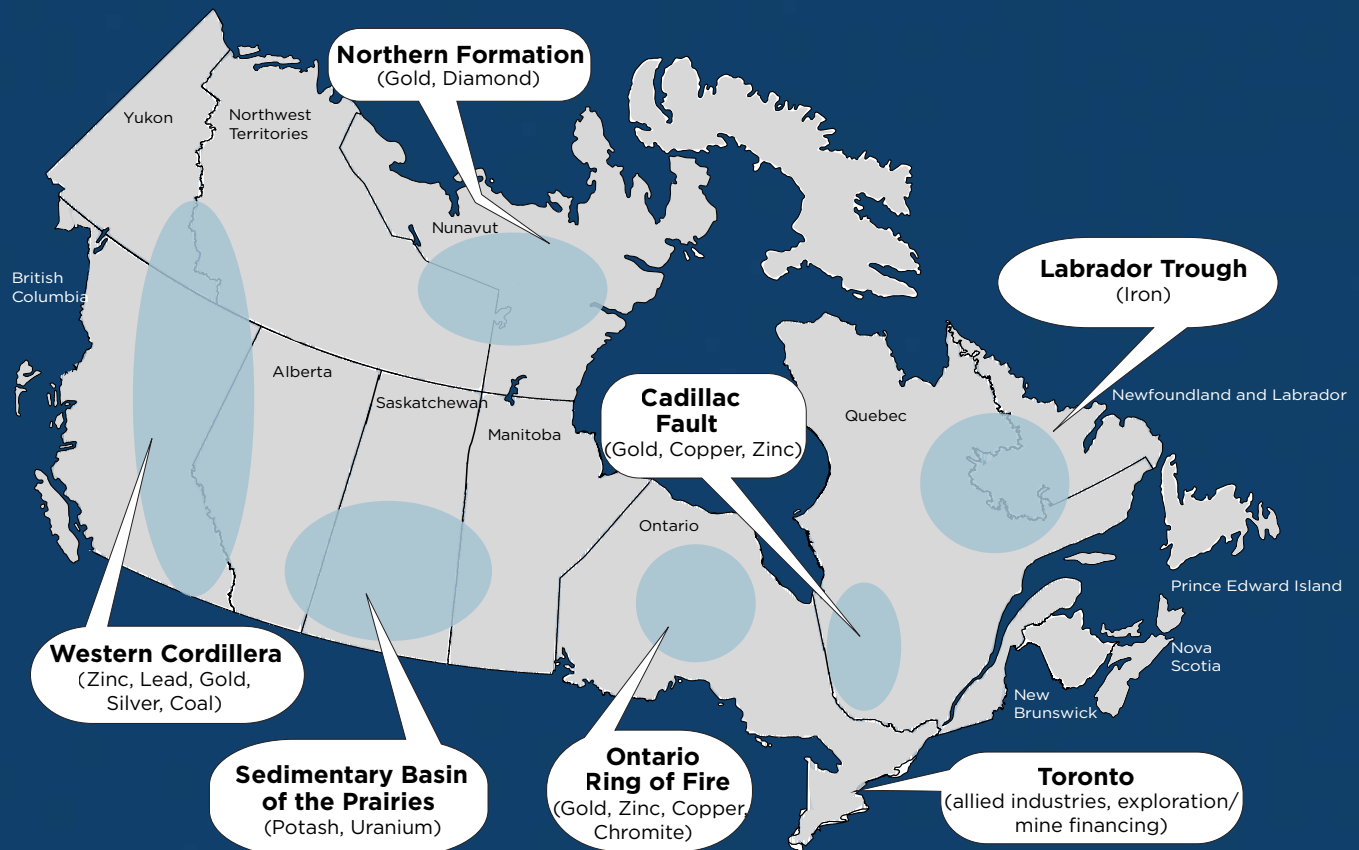 Northern Formation
(Gold, Diamond)
Yukon
Northwest
Territories
Nunavut
British
Columbia
Labrador Trough
(Iron)
Alberta
Saskatchewan
Manitoba
Cadillac
Fault
(Gold, Copper, Zinc)
Quebec
Newfoundland and Labrador
Ontario
Prince Edward Island
Nova
Scotia
New
Brunswick
Western Cordillera
(Zinc, Lead, Gold,
Silver, Coal)
Sedimentary Basin
of the Prairies
(Potash, Uranium)
Ontario
Ring of Fire
(Gold, Zinc, Copper,
Chromite)
Toronto
(allied industries, exploration/
mine financing)